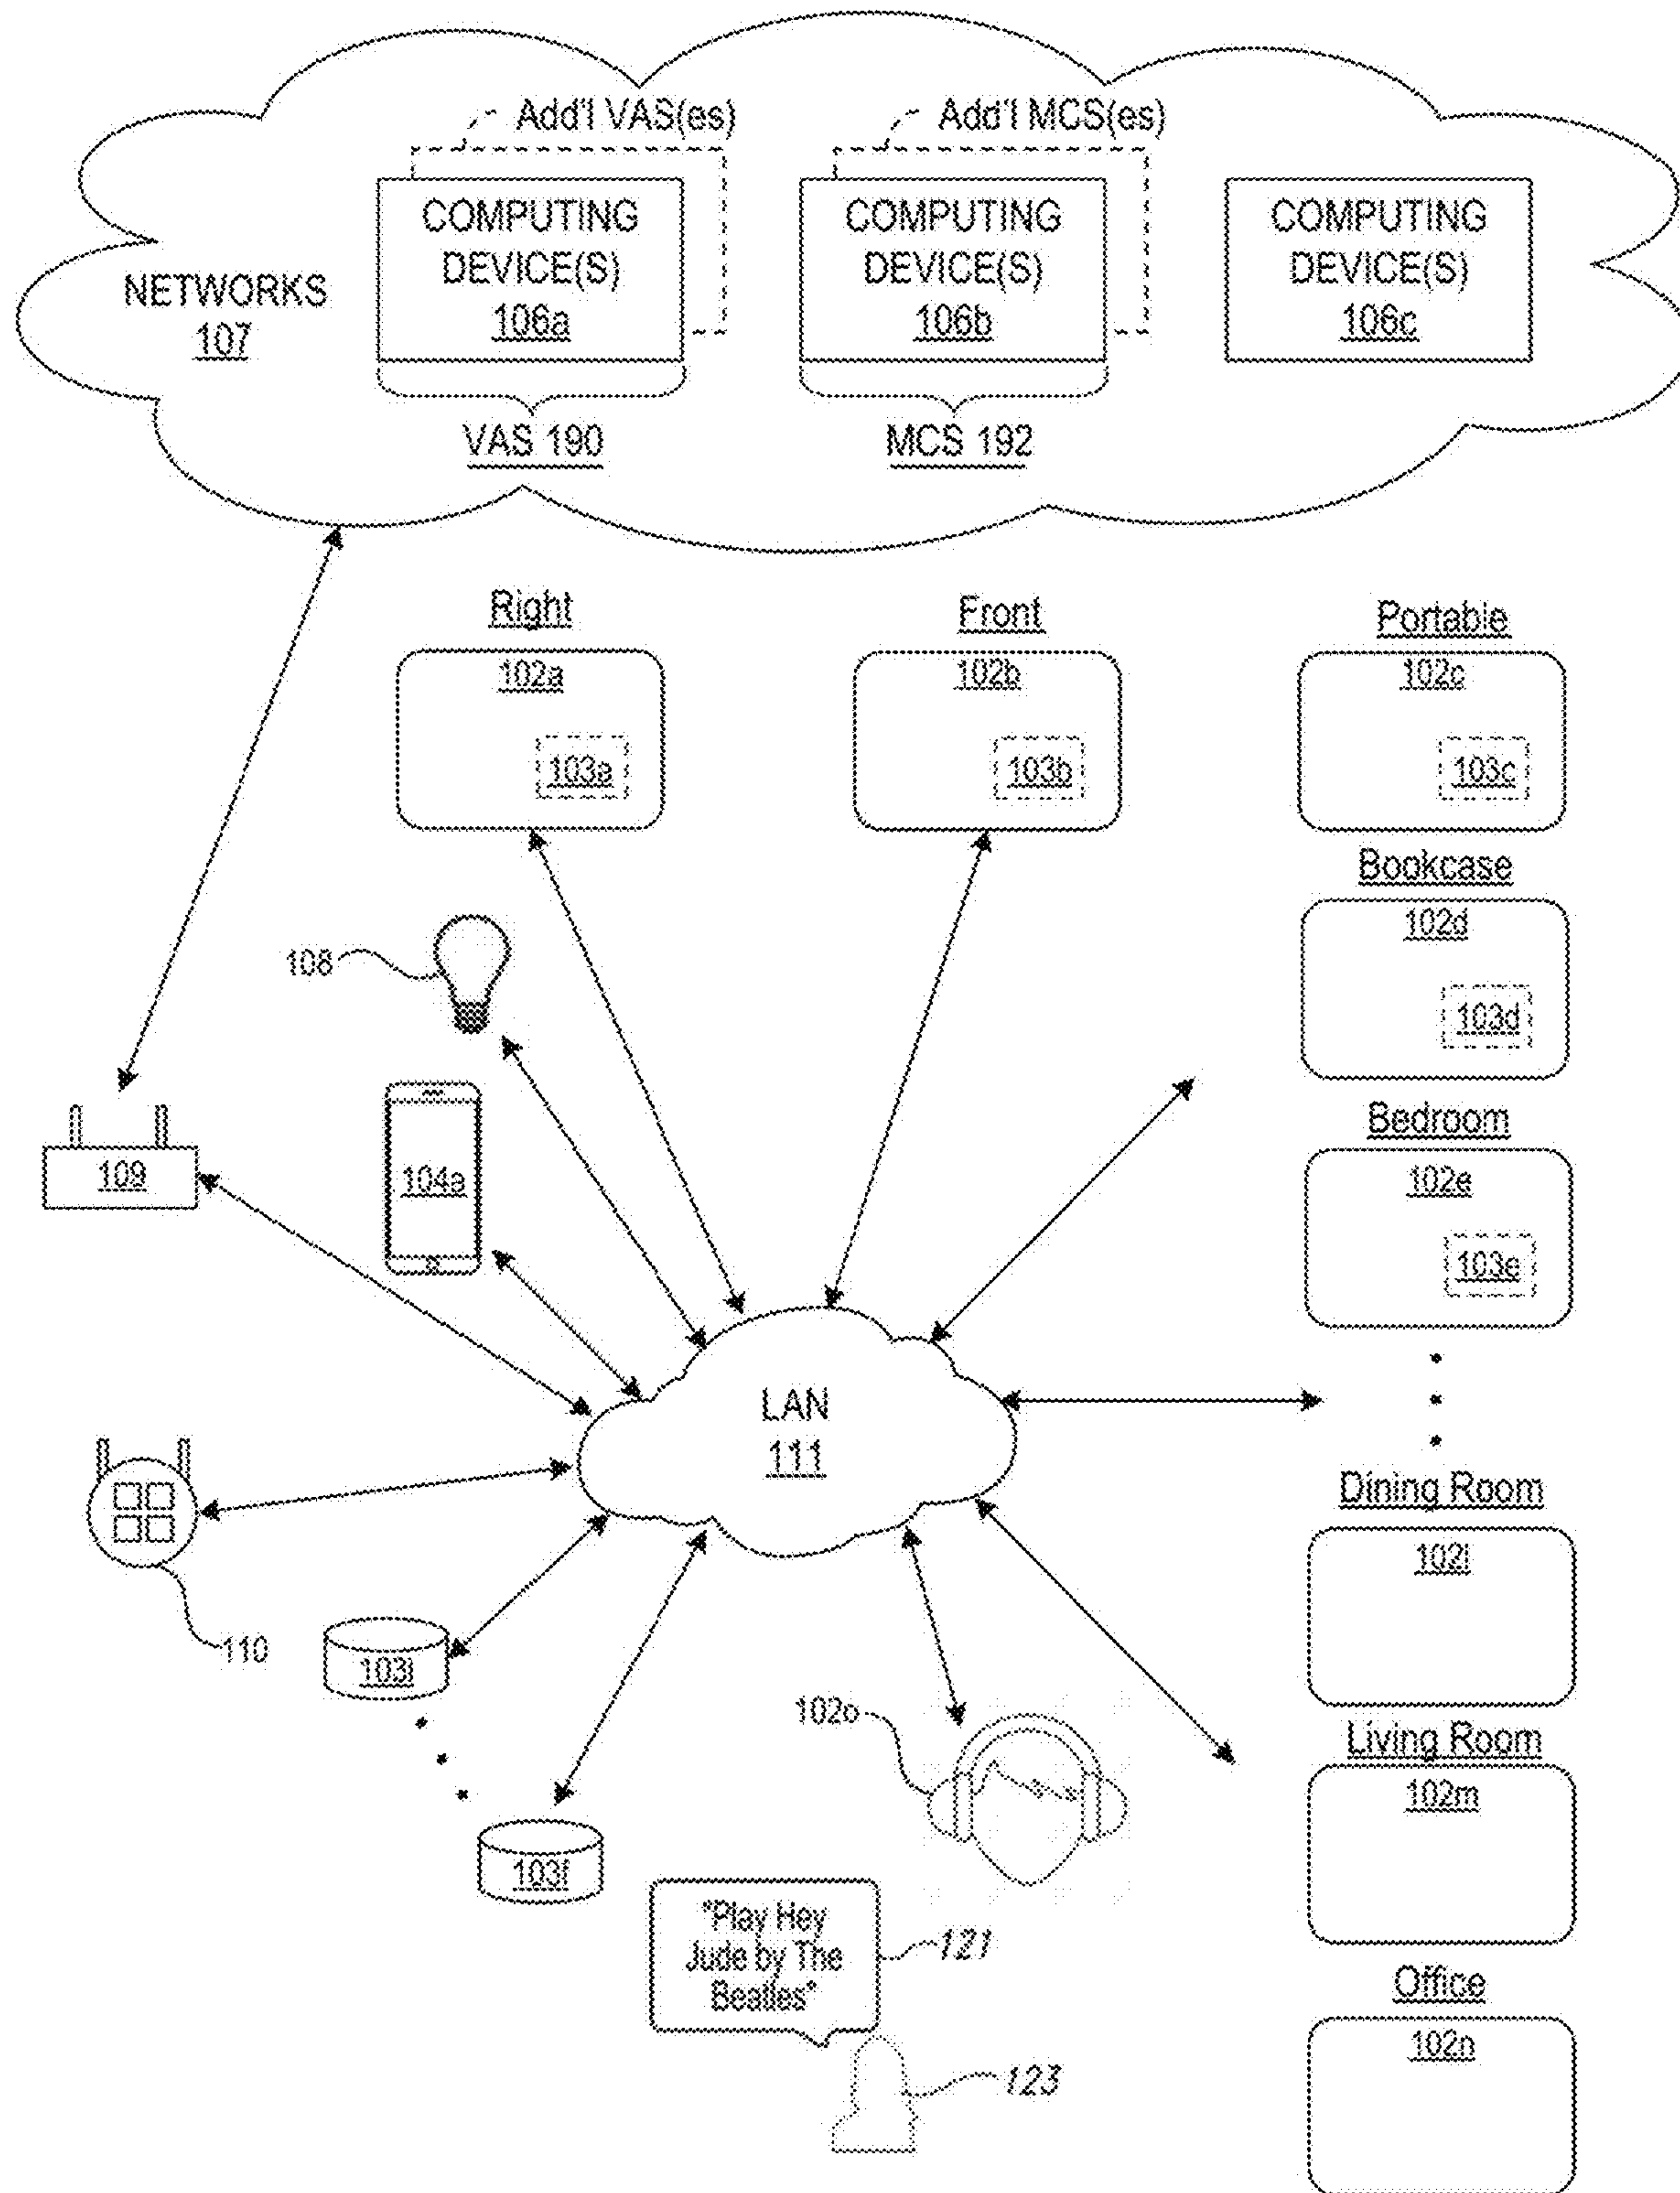 Add'l VAS(es)
Add'l MCS(es)
COMPUTING
DEVICE(S)
106a
COMPUTING
DEVICE(S)
106b
COMPUTING
DEVICE(S)
106c
NETWORKS
107
VAS 190
MCS 192
Right
102a
103a
Front
102b
103b
Portable
102c
103c
Bookcase
102d
103d
Bedroom
102e
103e
108
109
104a
LAN
111
110
103i
103f
102o
"Play Hey
Jude by The
Beatles"
121
123
Dining Room
102l
Living Room
102m
Office
102n